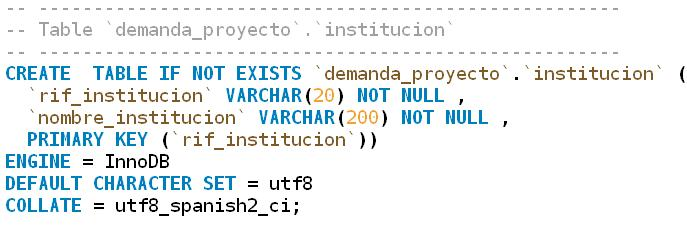 -- -----------------------------------------------------
-- Table `demanda_proyecto`.`institucion`
-- -----------------------------------------------------
CREATE  TABLE IF NOT EXISTS `demanda_proyecto`.`institucion` (
  `rif_institucion` VARCHAR(20) NOT NULL ,
  `nombre_institucion` VARCHAR(200) NOT NULL ,
  PRIMARY KEY (`rif_institucion`))
ENGINE = InnoDB
DEFAULT CHARACTER SET = utf8
COLLATE = utf8_spanish2_ci;